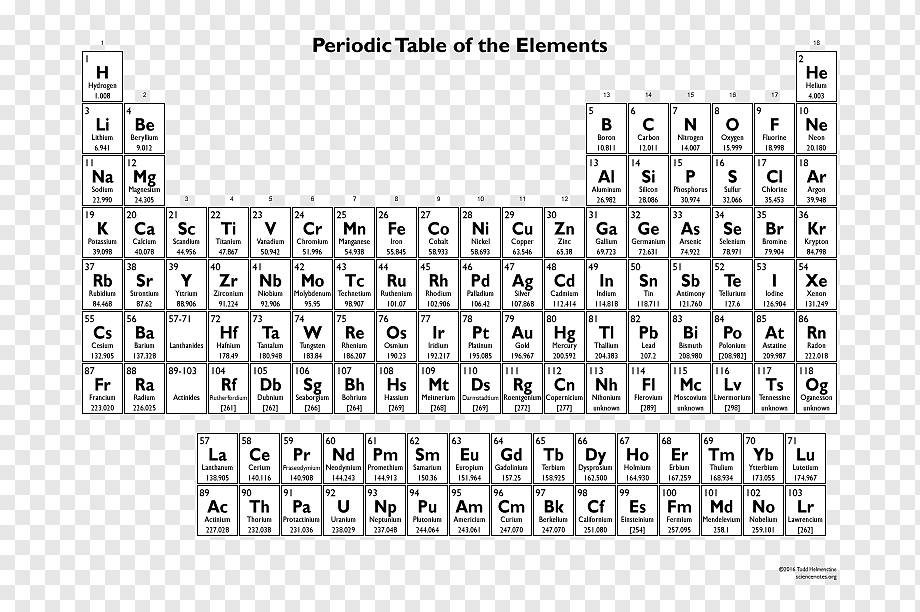 Periodic Table of the Elements
1 18
1 2
H He
Hydrogen Helium
1.008 2 13 14 15 16 17 4.003
3 4 5 6 7 8 9 10
Li Be B C N O F Ne
Lithium Beryllium Boron Carbon Nitrogen Oxygen Fluorine Neon
6.941 9.012 10.811 12.011 14.007 15.999 18.998 20.180
11 12 13 14 15 16 17 18
Na Mg Al Si P S Cl Ar
Sodium Magnesium Aluminum Silicon Phosphorus Sulfur Chlorine Argon
22.990 24.305 3 4 5 6 7 8 9 10 11 12 26.982 28.086 30.974 32.066 35.453 39.948
19 20 21 22 23 24 25 26 27 28 29 30 31 32 33 34 35 36
K Ca Sc Ti V Cr Mn Fe Co Ni Cu Zn Ga Ge As Se Br Kr
Potassium Calcium Scandium Titanium Vanadium Chromium Manganese Iron Cobalt Nickel Copper Zinc Gallium Germanium Arsenic Selenium Bromine Krypton
39.098 40.078 44.956 47.867 50.942 51.996 54.938 55.845 58.933 58.693 63.546 65.38 69.723 72.631 74.922 78.971 79.904 84.798
37 38 39 40 41 42 43 44 45 46 47 48 49 50 51 52 53 54
Rb Sr Y Zr Nb Mo Tc Ru Rh Pd Ag Cd In Sn Sb Te I Xe
Rubidium Strontium Yttrium Zirconium Niobium Molybdenum Technetium Ruthenium Rhodium Palladium Silver Cadmium Indium Tin Antimony Tellurium Iodine Xenon
84.468 87.62 88.906 91.224 92.906 95.95 98.907 101.07 102.906 106.42 107.868 112.414 114.818 118.711 121.760 127.6 126.904 131.249
55 56 57-71 72 73 74 75 76 77 78 79 80 81 82 83 84 85 86
Cs Ba Hf Ta W Re Os Ir Pt Au Hg Tl Pb Bi Po At Rn
Cesium Barium Lanthanides Hafnium Tantalum Tungsten Rhenium Osmium Iridium Platinum Gold Mercury Thallium Lead Bismuth Polonium Astatine Radon
132.905 137.328 178.49 180.948 183.84 186.207 190.23 192.217 195.085 196.967 200.592 204.383 207.2 208.980 [208.982] 209.987 222.018
87 88 89-103 104 105 106 107 108 109 110 111 112 113 114 115 116 117 118
Fr Ra Rf Db Sg Bh Hs Mt Ds Rg Cn Nh Fl Mc Lv Ts Og
Francium Radium Actinides Rutherfordium Dubnium Seaborgium Bohrium Hassium Meitnerium Darmstadtium Roentgenium Copernicium Nihonium Flerovium Moscovium Livermorium Tennessine Oganesson
223.020 226.025 [261] [262] [266] [264] [269] [268] [269] [272] [277] unknown [289] unknown [298] unknown unknown
57 58 59 60 61 62 63 64 65 66 67 68 69 70 71
La Ce Pr Nd Pm Sm Eu Gd Tb Dy Ho Er Tm Yb Lu
Lanthanum Cerium Praseodymium Neodymium Promethium Samarium Europium Gadolinium Terbium Dysprosium Holmium Erbium Thulium Ytterbium Lutetium
138.905 140.116 140.908 144.243 144.913 150.36 151.964 157.25 158.925 162.500 164.930 167.259 168.934 173.055 174.967
89 90 91 92 93 94 95 96 97 98 99 100 101 102 103
Ac Th Pa U Np Pu Am Cm Bk Cf Es Fm Md No Lr
Actinium Thorium Protactinium Uranium Neptunium Plutonium Americium Curium Berkelium Californium Einsteinium Fermium Mendelevium Nobelium Lawrencium
227.028 232.038 231.036 238.029 237.048 244.064 243.061 247.070 247.070 251.080 [254] 257.095 258.1 259.101 [262]
©2016 Todd Helmenstine
sciencenotes.org